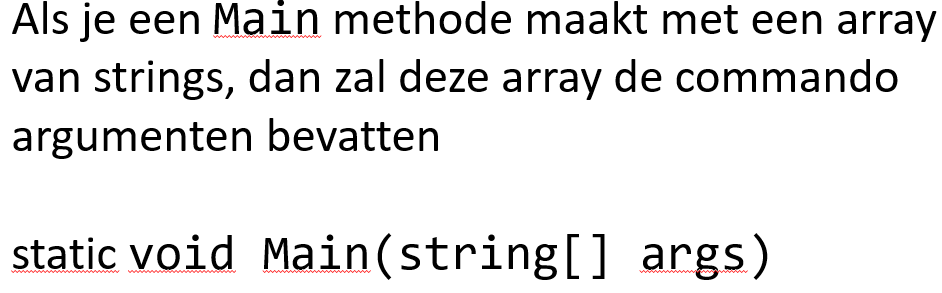 Als je een Main methode maakt met een array
van strings, dan zal deze array de commando
argumenten bevatten
static void Main(string[] args)